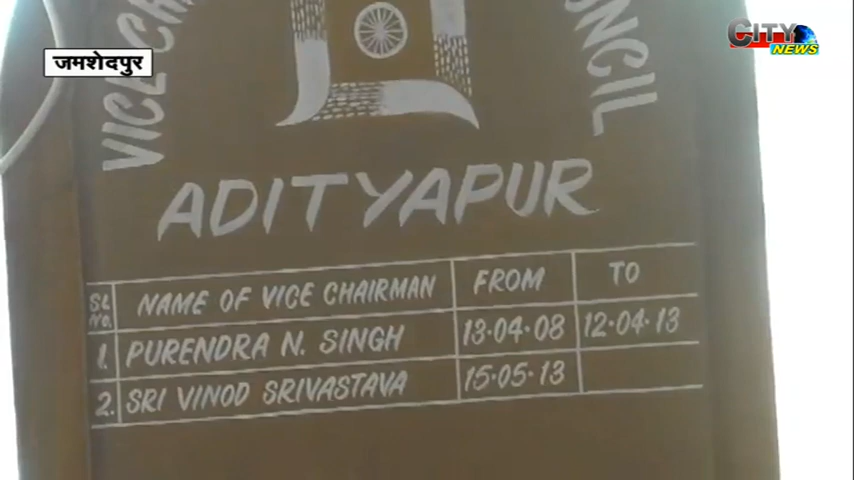 CITY
NEWS
जमशेदपुर
VICE
ADITYAPUR
SL NO. NAME OF VICE CHAIRMAN FROM TO
1. PURENDRA N. SINGH 13·04·08 12·04·13
2. SRI VINOD SRIVASTAVA 15·05·13